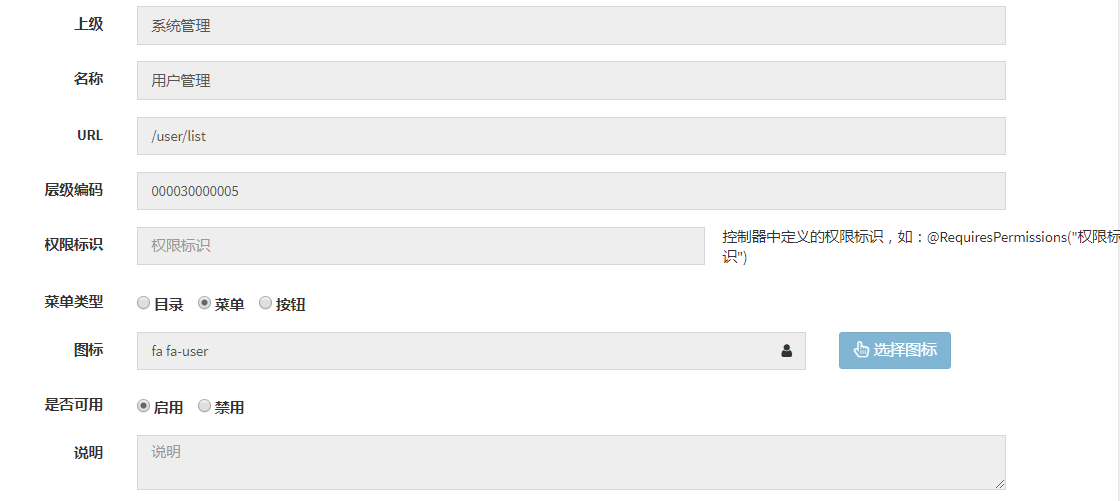 上级 系统管理
名称 用户管理
URL /user/list
层级编码 000030000005
权限标识 权限标识 控制器中定义的权限标识，如：@RequiresPermissions("权限标
识")
菜单类型 目录 菜单 按钮
图标 fa fa-user 选择图标
是否可用 启用 禁用
说明 说明